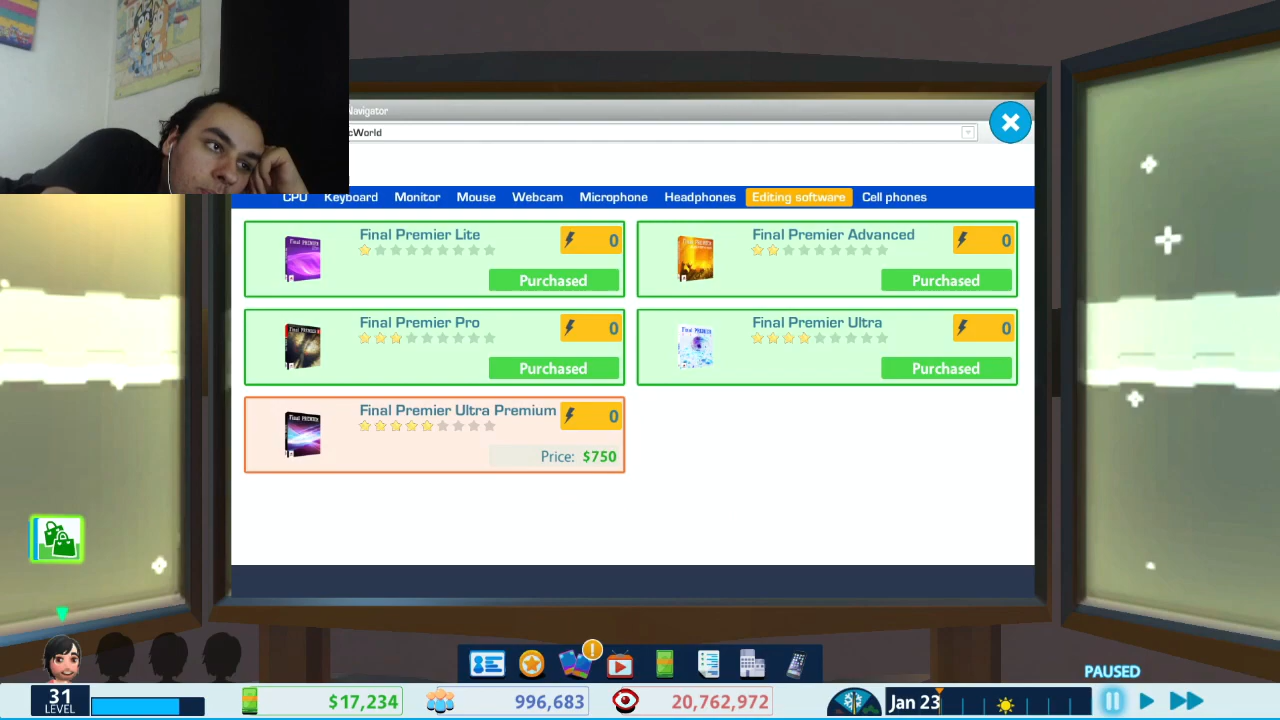 Navigator
cWorld
CPU Keyboard Monitor Mouse Webcam Microphone Headphones Editing software Cell phones
Final Premier Lite 0
Purchased
Final Premier Advanced 0
Purchased
Final Premier Pro 0
Purchased
Final Premier Ultra 0
Purchased
Final Premier Ultra Premium 0
Price: $750
PAUSED
31
LEVEL
$17,234
996,683
20,762,972
Jan 23